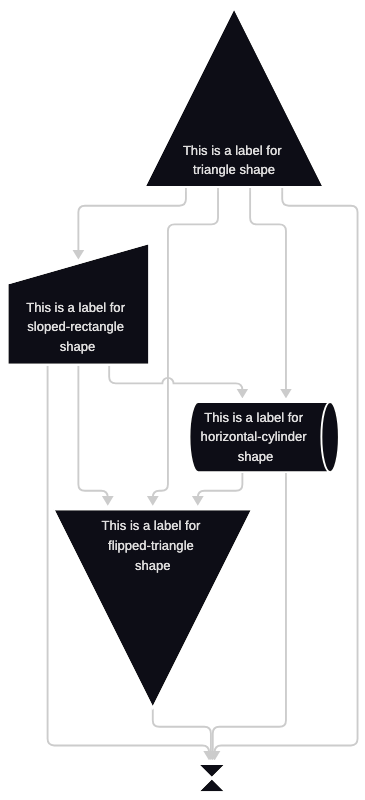 This is a label for
triangle shape
This is a label for
sloped-rectangle
shape
This is a label for
horizontal-cylinder
shape
This is a label for
flipped-triangle
shape